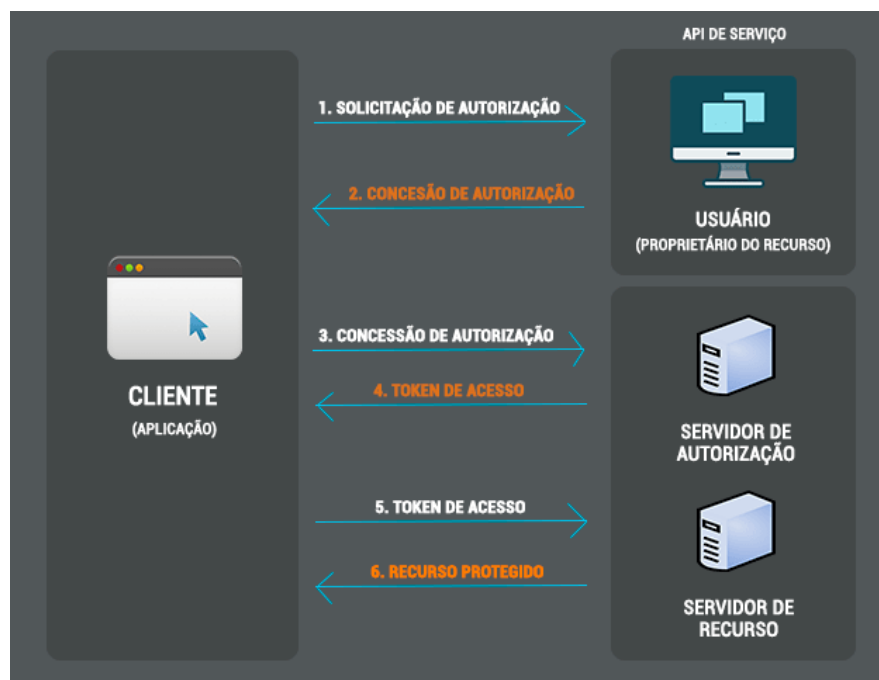 API DE SERVIÇO
1. SOLICITAÇÃO DE AUTORIZAÇÃO
2. CONCESÃO DE AUTORIZAÇÃO
USUÁRIO
(PROPRIETÁRIO DO RECURSO)
3. CONCESSÃO DE AUTORIZAÇÃO
4. TOKEN DE ACESSO
CLIENTE
(APLICAÇÃO)
SERVIDOR DE
AUTORIZAÇÃO
5. TOKEN DE ACESSO
6. RECURSO PROTEGIDO
SERVIDOR DE
RECURSO